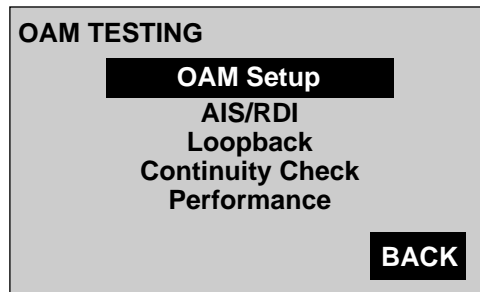 OAM TESTING
OAM Setup
AIS/RDI
Loopback
Continuity Check
Performance
BACK